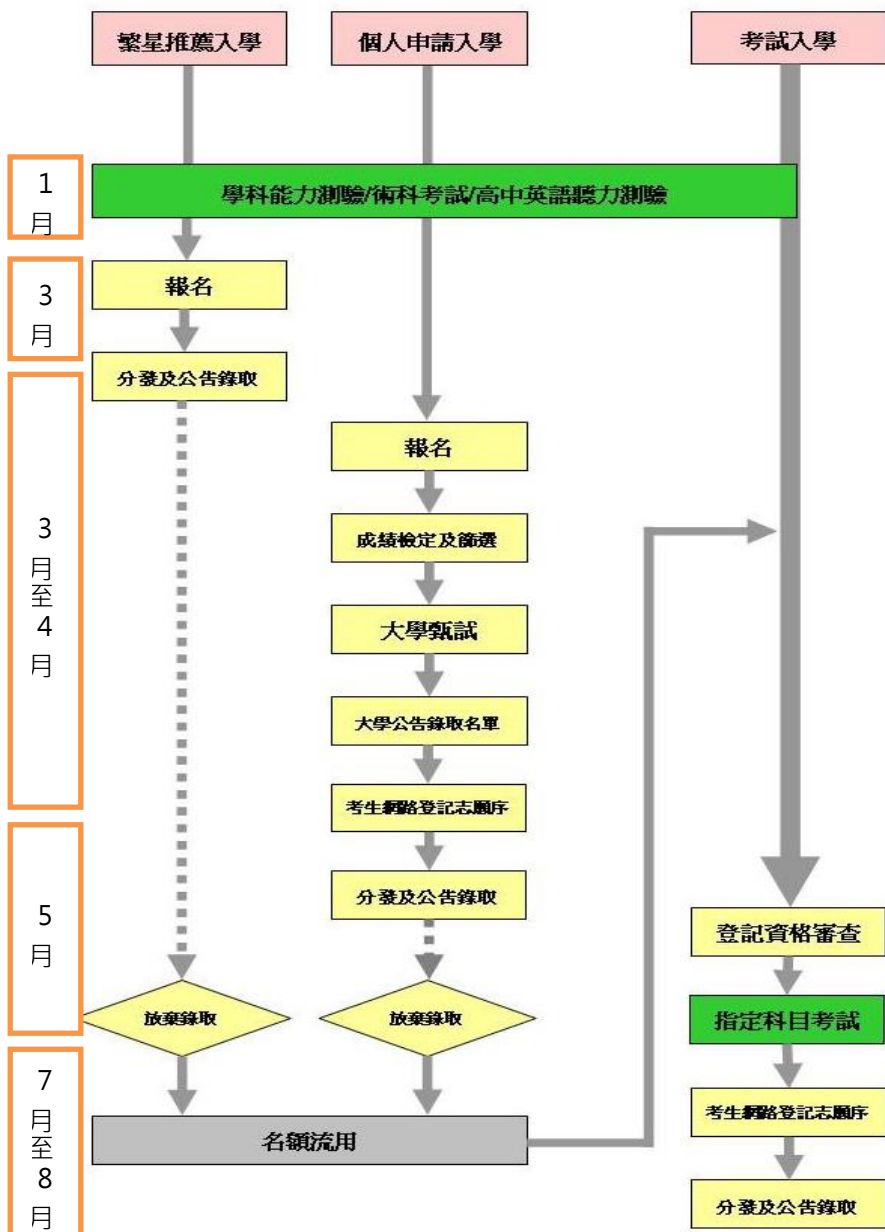 繁星推薦入學
個人申請入學
考試入學
1
月
學科能力測驗/術科考試/高中英語聽力測驗
3
月
報名
分發及公告錄取
3
月
至
4
月
報名
成績檢定及篩選
大學甄試
大學公告錄取名單
考生網路登記志願序
分發及公告錄取
5
月
放棄錄取
放棄錄取
登記資格審查
指定科目考試
7
月
至
8
月
名額流用
考生網路登記志願序
分發及公告錄取